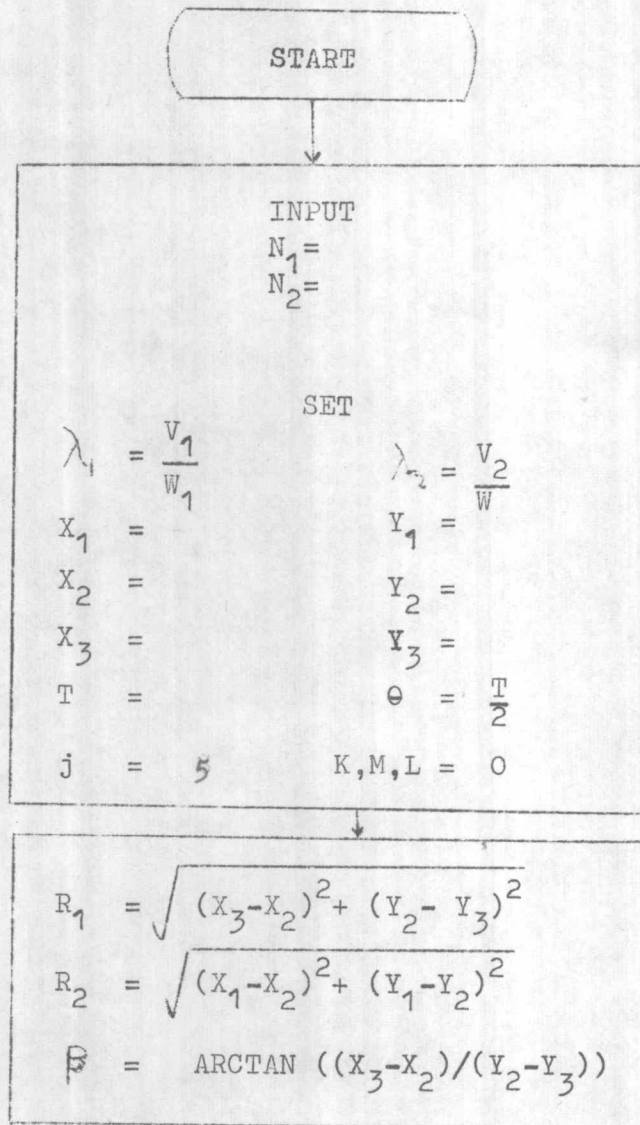 START
INPUT
N₁=
N₂=
SET
λ₁ = V₁/W₁ λ₂ = V₂/W
X₁ = Y₁ =
X₂ = Y₂ =
X₃ = Y₃ =
T = θ = T/2
j = 5 K,M,L = 0
R₁ = √(X₃-X₂)²+ (Y₂- Y₃)²
R₂ = √(X₁-X₂)²+ (Y₁-Y₂)²
β = ARCTAN ((X₃-X₂)/(Y₂-Y₃))